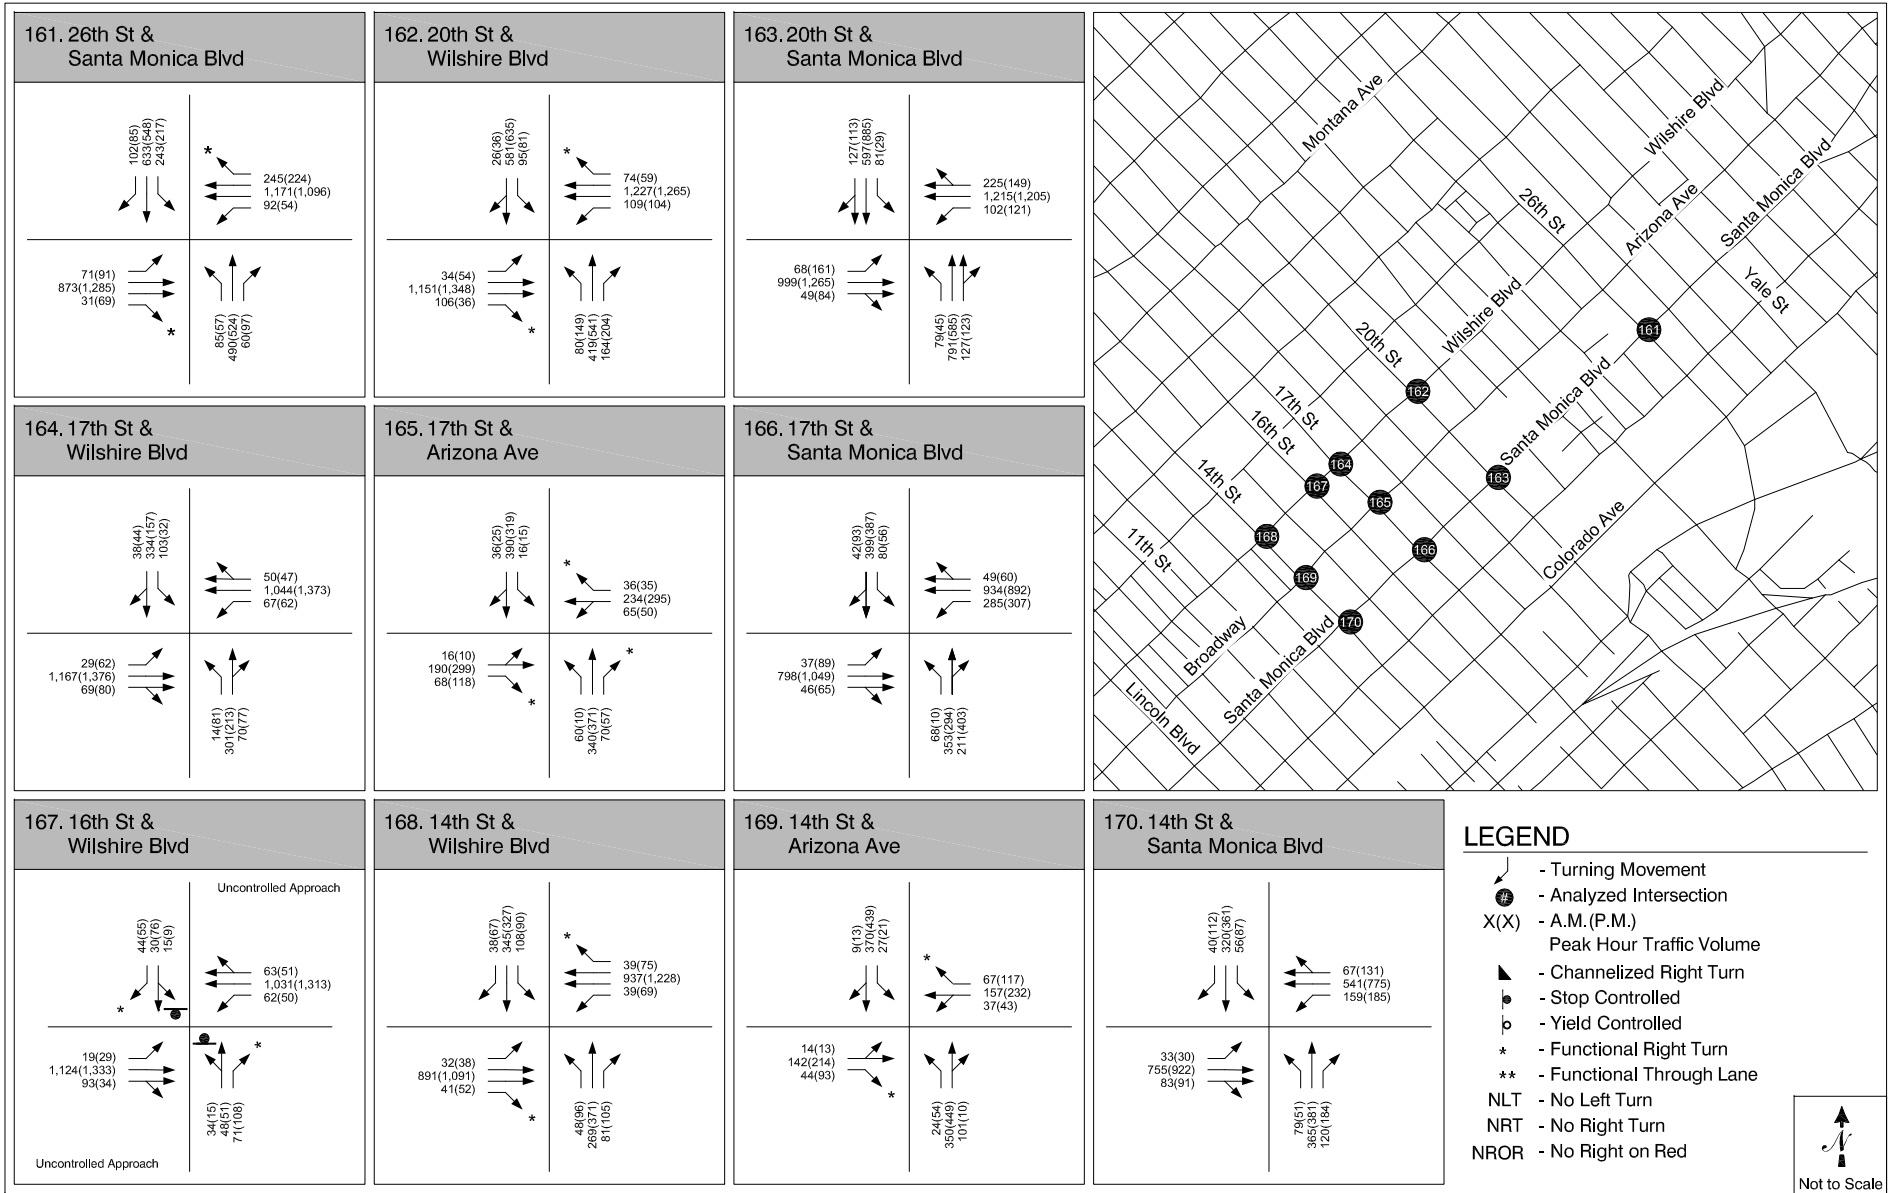 161. 26th St &
Santa Monica Blvd
102(85)
633(548)
243(217)
*
245(224)
1,171(1,096)
92(54)
71(91)
873(1,285)
31(69)
*
85(57)
490(524)
60(97)
162. 20th St &
Wilshire Blvd
26(36)
581(635)
95(81)
*
74(59)
1,227(1,265)
109(104)
34(54)
1,151(1,348)
106(36)
*
80(149)
419(541)
164(204)
163. 20th St &
Santa Monica Blvd
127(113)
597(885)
81(29)
225(149)
1,215(1,205)
102(121)
68(161)
999(1,265)
49(84)
79(45)
791(585)
127(123)
164. 17th St &
Wilshire Blvd
38(44)
334(157)
103(32)
50(47)
1,044(1,373)
67(62)
29(62)
1,167(1,376)
69(80)
14(81)
301(213)
70(77)
165. 17th St &
Arizona Ave
36(25)
390(319)
16(15)
*
36(35)
234(295)
65(50)
16(10)
190(299)
68(118)
*
60(10)
340(371)
70(57)
*
166. 17th St &
Santa Monica Blvd
42(93)
399(387)
80(56)
49(60)
934(892)
285(307)
37(89)
798(1,049)
46(65)
68(10)
353(294)
211(403)
167. 16th St &
Wilshire Blvd
Uncontrolled Approach
44(55)
30(76)
15(9)
*
63(51)
1,031(1,313)
62(50)
19(29)
1,124(1,333)
93(34)
*
34(15)
48(51)
71(108)
Uncontrolled Approach
168. 14th St &
Wilshire Blvd
38(67)
345(327)
108(90)
*
39(75)
937(1,228)
39(69)
32(38)
891(1,091)
41(52)
*
48(96)
269(371)
81(105)
169. 14th St &
Arizona Ave
9(13)
370(439)
27(21)
*
67(117)
157(232)
37(43)
14(13)
142(214)
44(93)
*
24(54)
350(449)
101(10)
170. 14th St &
Santa Monica Blvd
40(112)
320(361)
56(87)
67(131)
541(775)
159(185)
33(30)
755(922)
83(91)
79(51)
365(381)
120(184)
Montana Ave
Wilshire Blvd
Santa Monica Blvd
Arizona Ave
26th St
Yale St
Wilshire Blvd
20th St
161
162
Santa Monica Blvd
17th St
16th St
14th St
11th St
164
167
163
165
168
166
169
170
Colorado Ave
Broadway
Santa Monica Blvd
Lincoln Blvd
LEGEND
- Turning Movement
# - Analyzed Intersection
X(X) - A.M.(P.M.)
Peak Hour Traffic Volume
- Channelized Right Turn
- Stop Controlled
- Yield Controlled
* - Functional Right Turn
** - Functional Through Lane
NLT - No Left Turn
NRT - No Right Turn
NROR - No Right on Red
N
Not to Scale